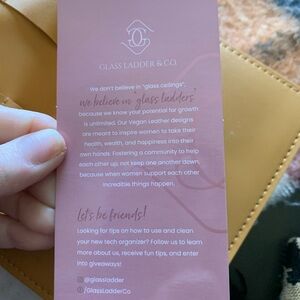 GLASS LADDER & CO.
We don't believe in "glass ceilings",
we believe in "glass ladders"
because we know your potential for growth
is unlimited. Our Vegan Leather designs
are meant to inspire women to take their
health, wealth, and happiness into their
own hands. Fostering a community to help
each other up, not keep one another down,
because when women support each other
incredible things happen.
Let's be friends!
Looking for tips on how to use and clean
your new tech organizer? Follow us to learn
more about us, receive fun tips, and enter
into giveaways!
@glassladder
/GlassLadderCo